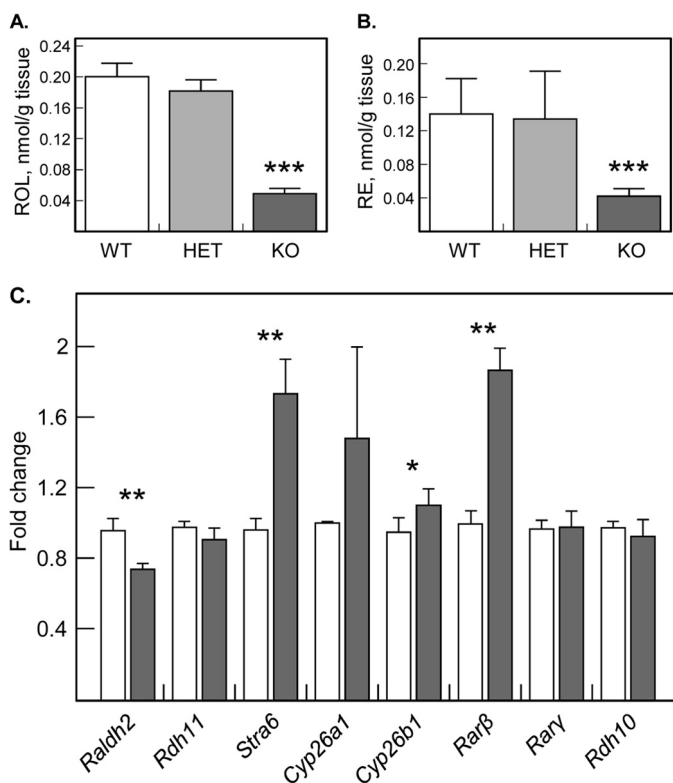 A.
ROL, nmol/g tissue
0.24
0.20
0.16
0.12
0.08
0.04
***
WT HET KO
B.
RE, nmol/g tissue
0.20
0.16
0.12
0.08
0.04
***
WT HET KO
C.
Fold change
2
1.6
1.2
0.8
0.4
** ** * **
Raldh2 Rdh11 Stra6 Cyp26a1 Cyp26b1 Rarβ Rarγ Rdh10